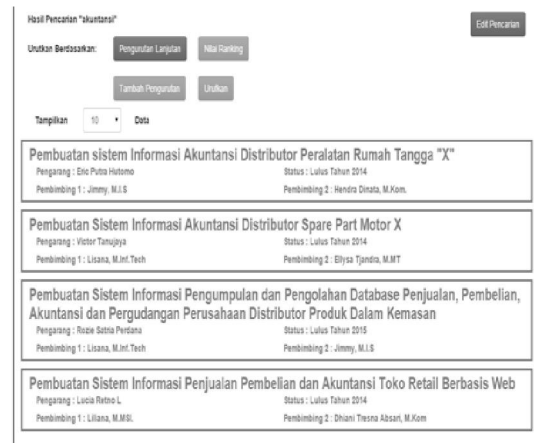 Hasil Pencarian "akuntansi"
Edit Pencarian
Urutkan Berdasarkan: Pengurutan Lanjutan Nilai Ranking
Tambah Pengurutan Urutkan
Tampilkan 10 Data
Pembuatan sistem Informasi Akuntansi Distributor Peralatan Rumah Tangga "X"
Pengarang : Eric Putra Hutomo Status : Lulus Tahun 2014
Pembimbing 1 : Jimmy, M.I.S Pembimbing 2 : Hendra Dinata, M.Kom.
Pembuatan Sistem Informasi Akuntansi Distributor Spare Part Motor X
Pengarang : Victor Tanujaya Status : Lulus Tahun 2014
Pembimbing 1 : Lisana, M.Inf.Tech Pembimbing 2 : Ellysa Tjandra, M.MT
Pembuatan Sistem Informasi Pengumpulan dan Pengolahan Database Penjualan, Pembelian,
Akuntansi dan Pergudangan Perusahaan Distributor Produk Dalam Kemasan
Pengarang : Rozie Satria Perdana Status : Lulus Tahun 2015
Pembimbing 1 : Lisana, M.Inf.Tech Pembimbing 2 : Jimmy, M.I.S
Pembuatan Sistem Informasi Penjualan Pembelian dan Akuntansi Toko Retail Berbasis Web
Pengarang : Lucia Retno L Status : Lulus Tahun 2014
Pembimbing 1 : Liliana, M.MSI. Pembimbing 2 : Dhiani Tresna Absari, M.Kom